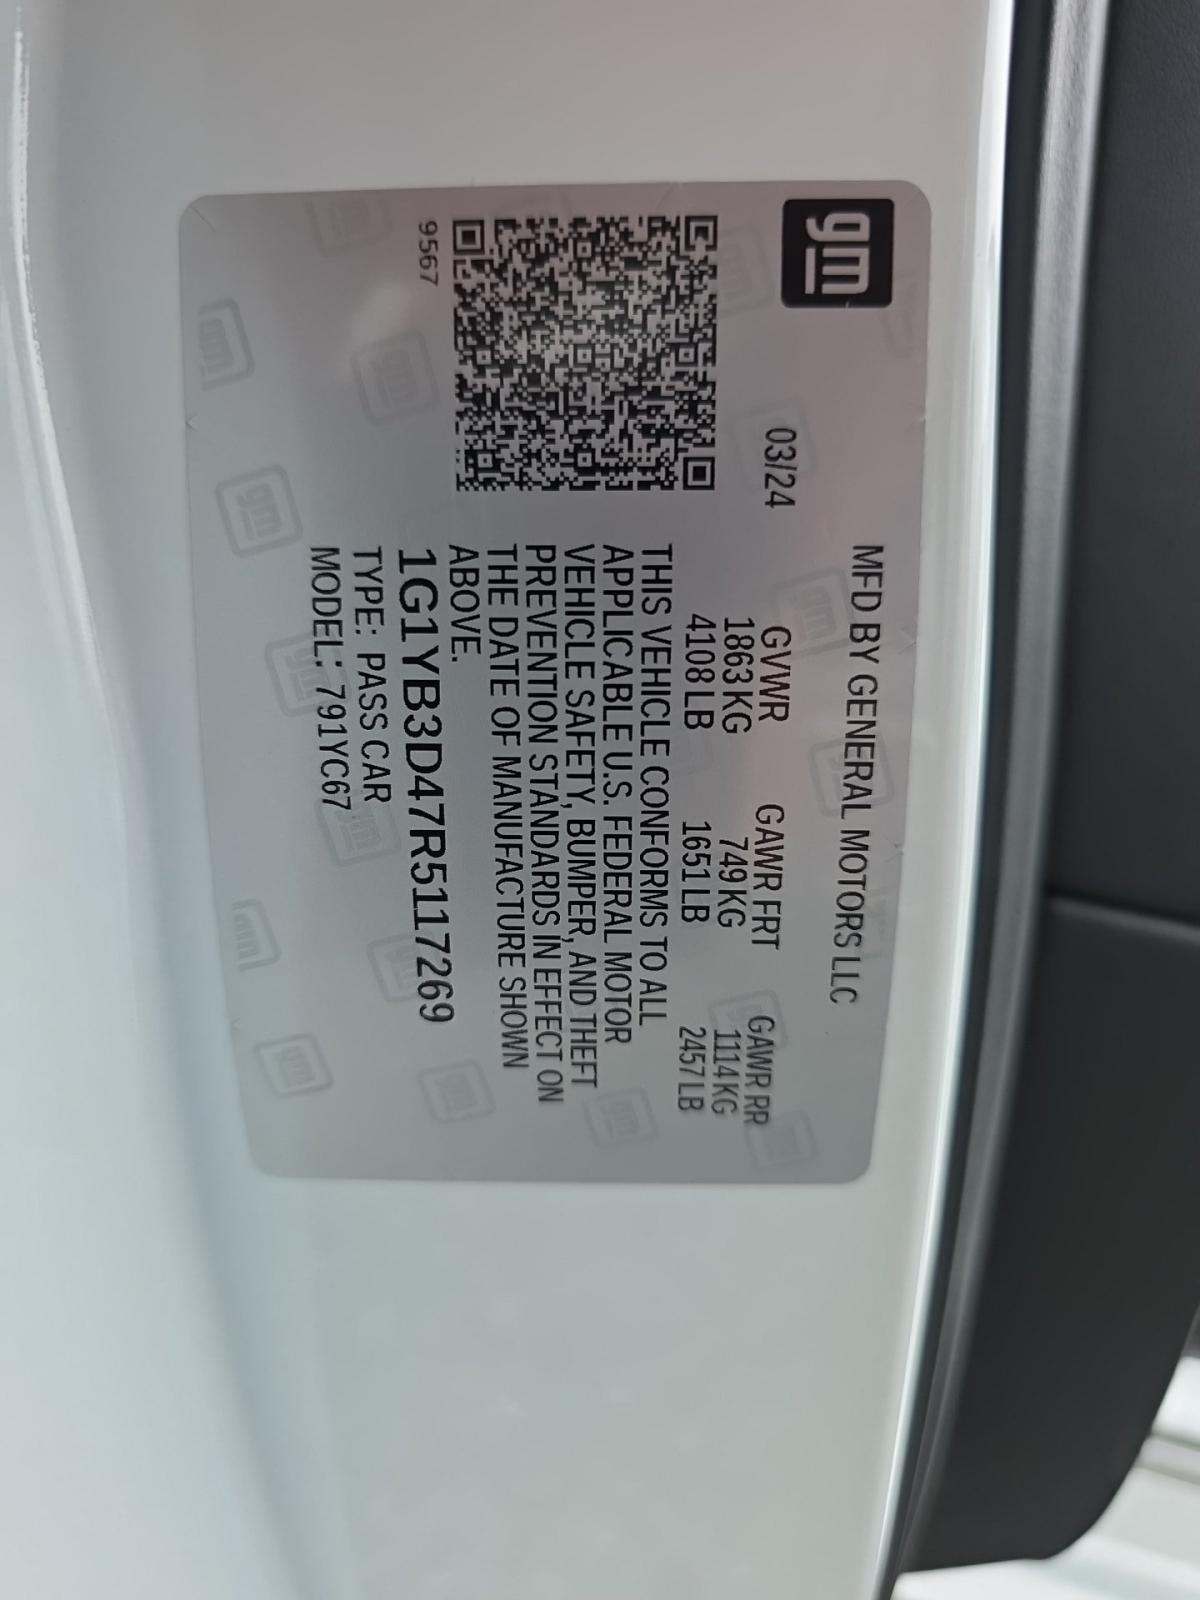 gm
MFD BY GENERAL MOTORS LLC
03/24
GVWR GAWR FRT GAWR RR
1863 KG 749 KG 1114 KG
4108 LB 1651 LB 2457 LB
THIS VEHICLE CONFORMS TO ALL
APPLICABLE U.S. FEDERAL MOTOR
VEHICLE SAFETY, BUMPER, AND THEFT
PREVENTION STANDARDS IN EFFECT ON
THE DATE OF MANUFACTURE SHOWN
ABOVE.
9567
1G1YB3D47R5117269
TYPE: PASS CAR
MODEL: 791YC67